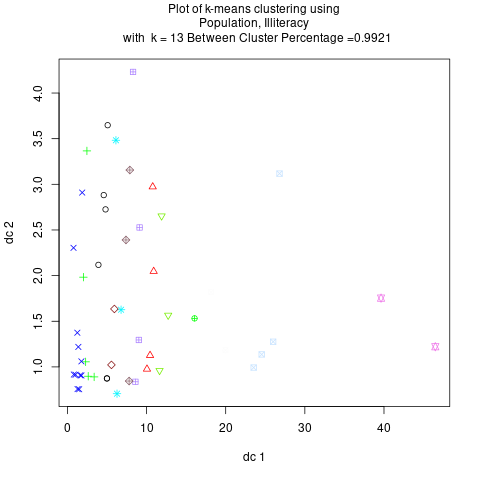 Plot of k-means clustering using
Population, Illiteracy
with k = 13 Between Cluster Percentage =0.9921
4.0
3.5
3.0
2.5
2.0
1.5
1.0
dc 2
0 10 20 30 40
dc 1